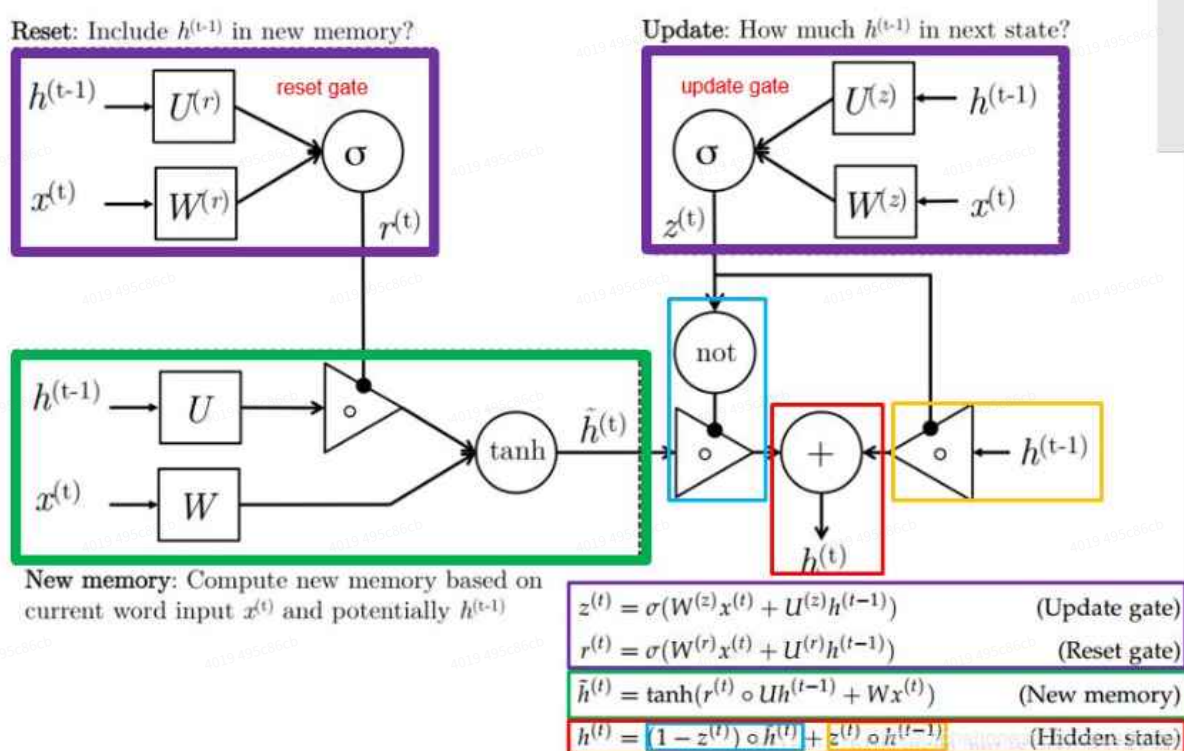 Reset: Include h^(t-1) in new memory?
reset gate
h^(t-1)
U^(r)
σ
x^(t)
W^(r)
r^(t)
Update: How much h^(t-1) in next state?
update gate
σ
U^(z)
h^(t-1)
W^(z)
x^(t)
z^(t)
h^(t-1)
U
∘
x^(t)
W
tanh
h̃^(t)
not
∘
+
∘
h^(t-1)
h^(t)
New memory: Compute new memory based on
current word input x^(t) and potentially h^(t-1)
z^(t) = σ(W^(z)x^(t) + U^(z)h^(t-1)) (Update gate)
r^(t) = σ(W^(r)x^(t) + U^(r)h^(t-1)) (Reset gate)
h̃^(t) = tanh(r^(t) ∘ Uh^(t-1) + Wx^(t)) (New memory)
h^(t) = (1 − z^(t)) ∘ h̃^(t) + z^(t) ∘ h^(t-1) (Hidden state)
4019 495c86cb